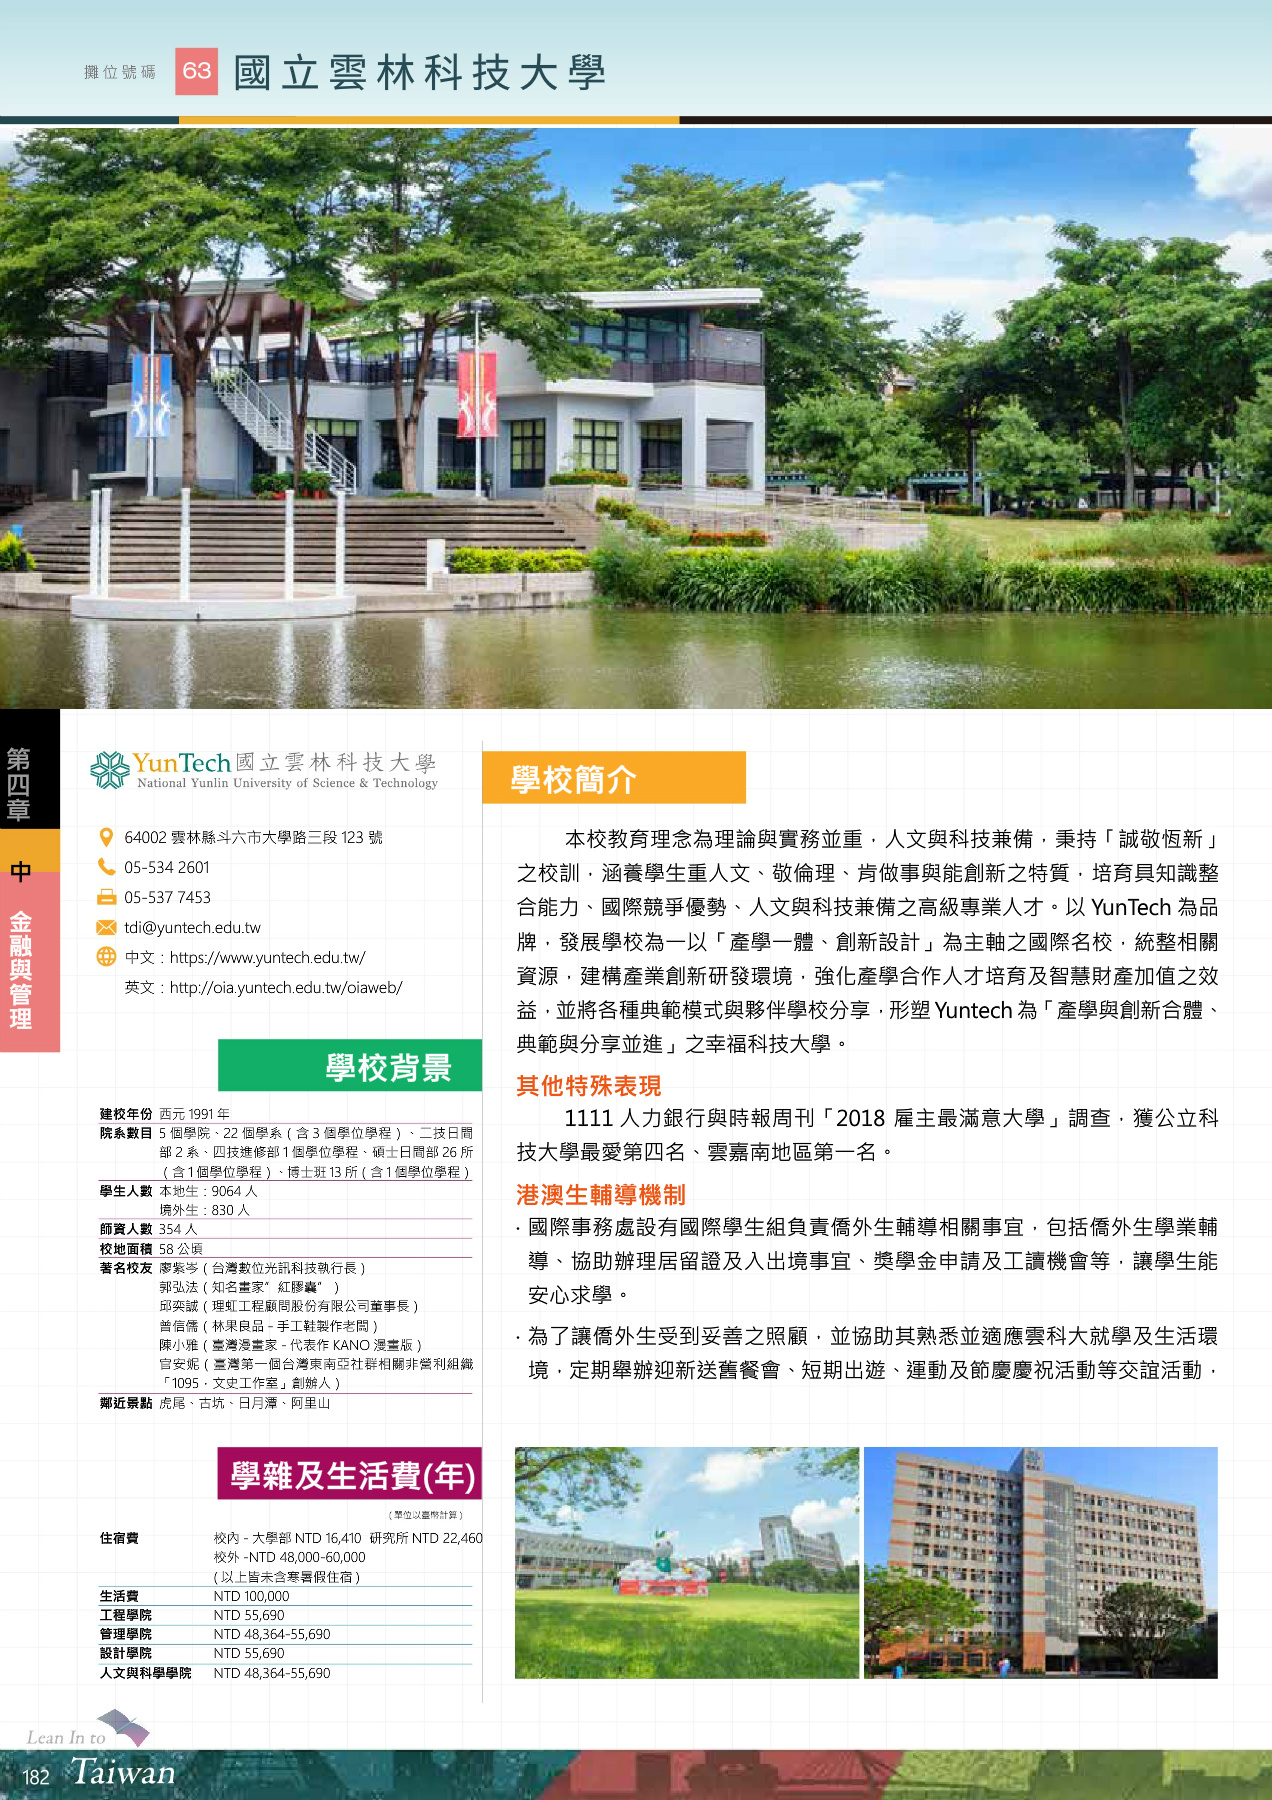 攤位號碼 63 國立雲林科技大學
第四章
中
金融與管理
YunTech 國立雲林科技大學
National Yunlin University of Science & Technology
64002 雲林縣斗六市大學路三段 123 號
05-534 2601
05-537 7453
tdi@yuntech.edu.tw
中文：https://www.yuntech.edu.tw/
英文：http://oia.yuntech.edu.tw/oiaweb/
學校背景
建校年份 西元 1991 年
院系數目 5 個學院、22 個學系（含 3 個學位學程）、二技日間
部 2 系、四技進修部 1 個學位學程、碩士日間部 26 所
（含 1 個學位學程）、博士班 13 所（含 1 個學位學程）
學生人數 本地生：9064 人
境外生：830 人
師資人數 354 人
校地面積 58 公頃
著名校友 廖紫岑（台灣數位光訊科技執行長）
郭弘法（知名畫家”紅膠囊”）
邱奕誠（理虹工程顧問股份有限公司董事長）
曾信儒（林果良品 - 手工鞋製作老闆）
陳小雅（臺灣漫畫家 - 代表作 KANO 漫畫版）
官安妮（臺灣第一個台灣東南亞社群相關非營利組織
「1095，文史工作室」創辦人）
鄰近景點 虎尾、古坑、日月潭、阿里山
學雜及生活費(年)
（單位以臺幣計算）
住宿費 校內 - 大學部 NTD 16,410 研究所 NTD 22,460
校外 -NTD 48,000-60,000
(以上皆未含寒暑假住宿)
生活費 NTD 100,000
工程學院 NTD 55,690
管理學院 NTD 48,364-55,690
設計學院 NTD 55,690
人文與科學學院 NTD 48,364-55,690
學校簡介
本校教育理念為理論與實務並重，人文與科技兼備，秉持「誠敬恆新」
之校訓，涵養學生重人文、敬倫理、肯做事與能創新之特質，培育具知識整
合能力、國際競爭優勢、人文與科技兼備之高級專業人才。以 YunTech 為品
牌，發展學校為一以「產學一體、創新設計」為主軸之國際名校，統整相關
資源，建構產業創新研發環境，強化產學合作人才培育及智慧財產加值之效
益，並將各種典範模式與夥伴學校分享，形塑 Yuntech 為「產學與創新合體、
典範與分享並進」之幸福科技大學。
其他特殊表現
1111 人力銀行與時報周刊「2018 雇主最滿意大學」調查，獲公立科
技大學最愛第四名、雲嘉南地區第一名。
港澳生輔導機制
．國際事務處設有國際學生組負責僑外生輔導相關事宜，包括僑外生學業輔
導、協助辦理居留證及入出境事宜、獎學金申請及工讀機會等，讓學生能
安心求學。
．為了讓僑外生受到妥善之照顧，並協助其熟悉並適應雲科大就學及生活環
境，定期舉辦迎新送舊餐會、短期出遊、運動及節慶慶祝活動等交誼活動，
Lean In to
182 Taiwan